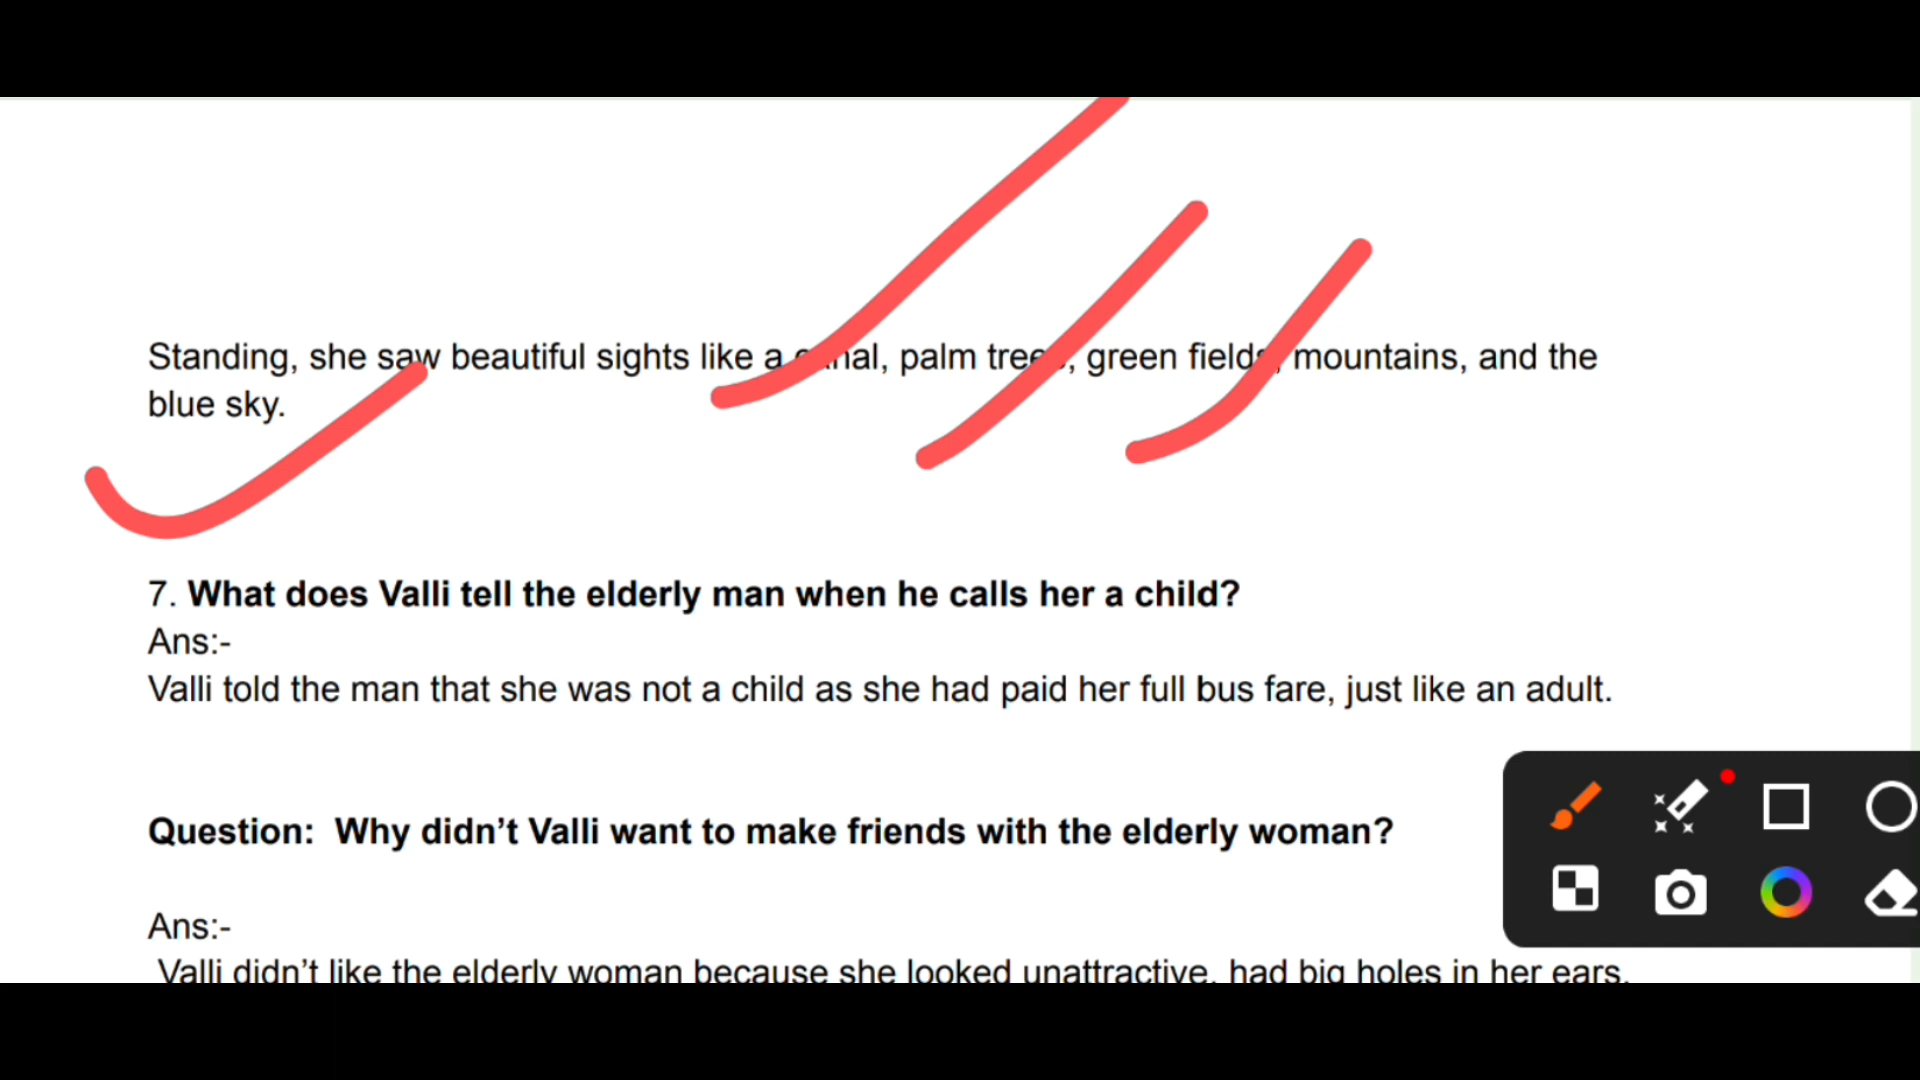 Standing, she saw beautiful sights like a canal, palm trees, green fields, mountains, and the
blue sky.
7. What does Valli tell the elderly man when he calls her a child?
Ans:-
Valli told the man that she was not a child as she had paid her full bus fare, just like an adult.
Question:  Why didn’t Valli want to make friends with the elderly woman?
Ans:-
Valli didn’t like the elderly woman because she looked unattractive, had big holes in her ears,